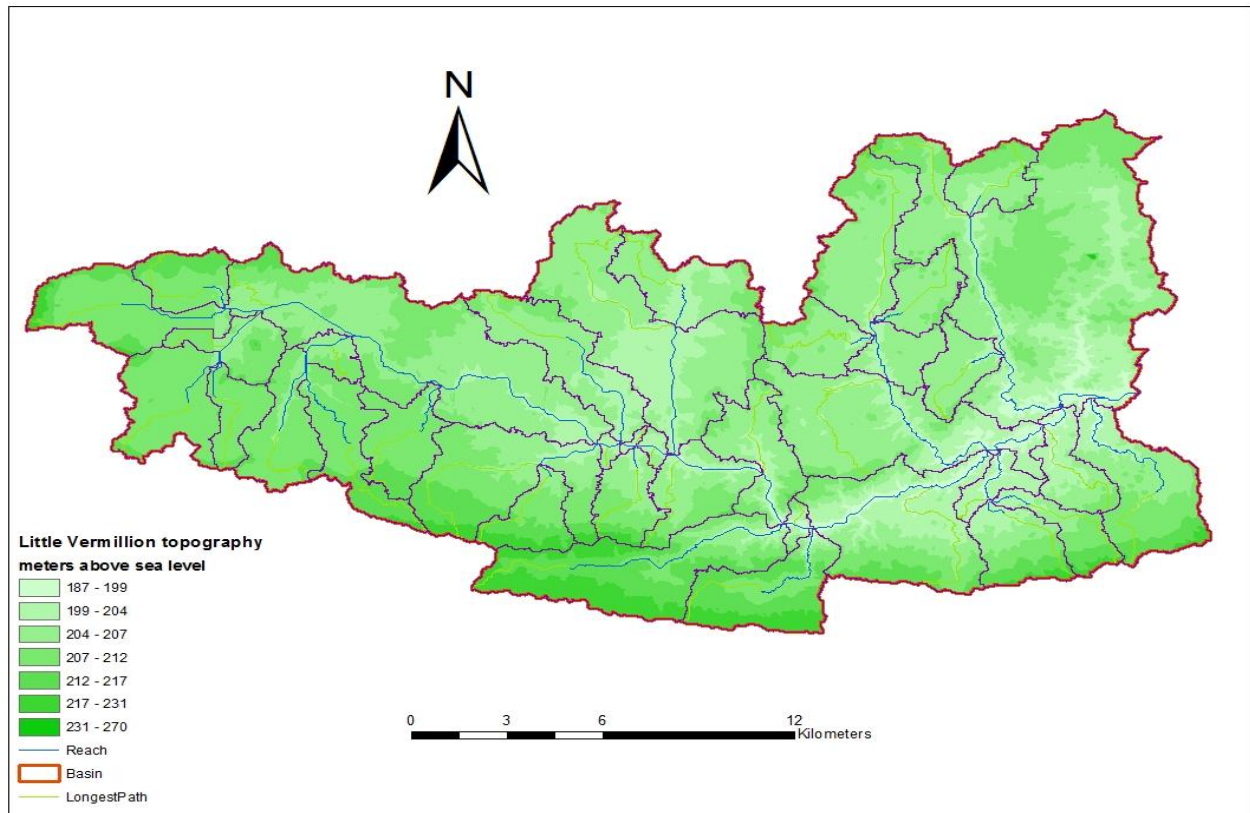 N
Little Vermillion topography
meters above sea level
187 - 199
199 - 204
204 - 207
207 - 212
212 - 217
217 - 231
231 - 270
Reach
Basin
LongestPath
0 3 6 12
Kilometers